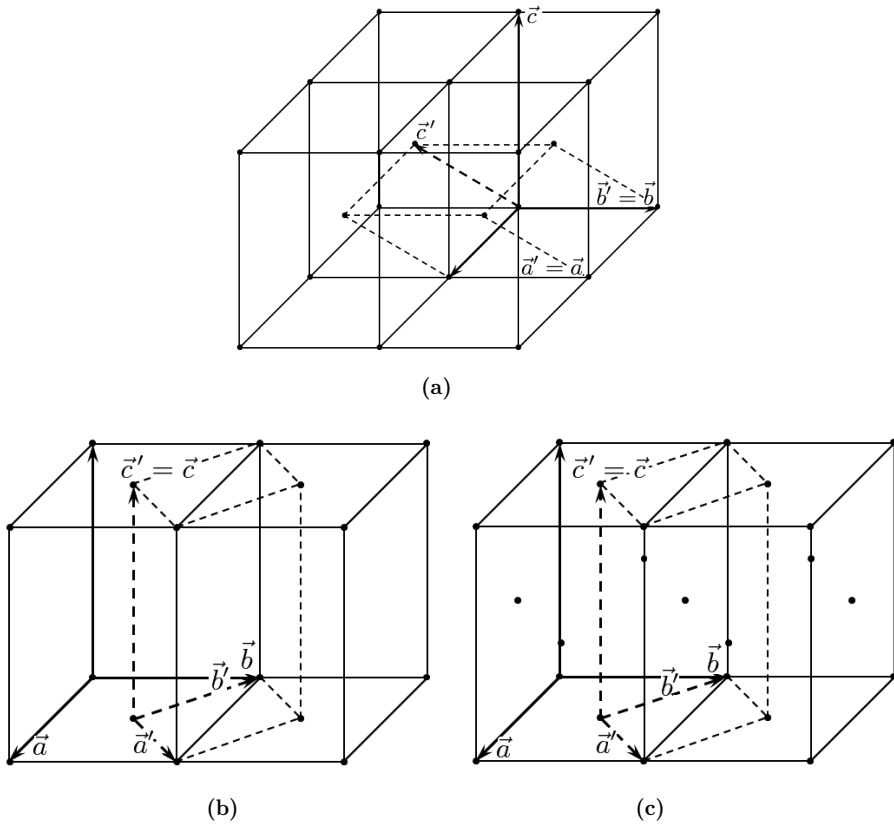 c⃗
c⃗ ′
b⃗′ = b⃗
a⃗ ′ = a⃗
(a)
c⃗ ′ = c⃗
b⃗
b⃗′
a⃗
a⃗ ′
(b)
c⃗ ′ = c⃗
b⃗
b⃗′
a⃗
a⃗ ′
(c)